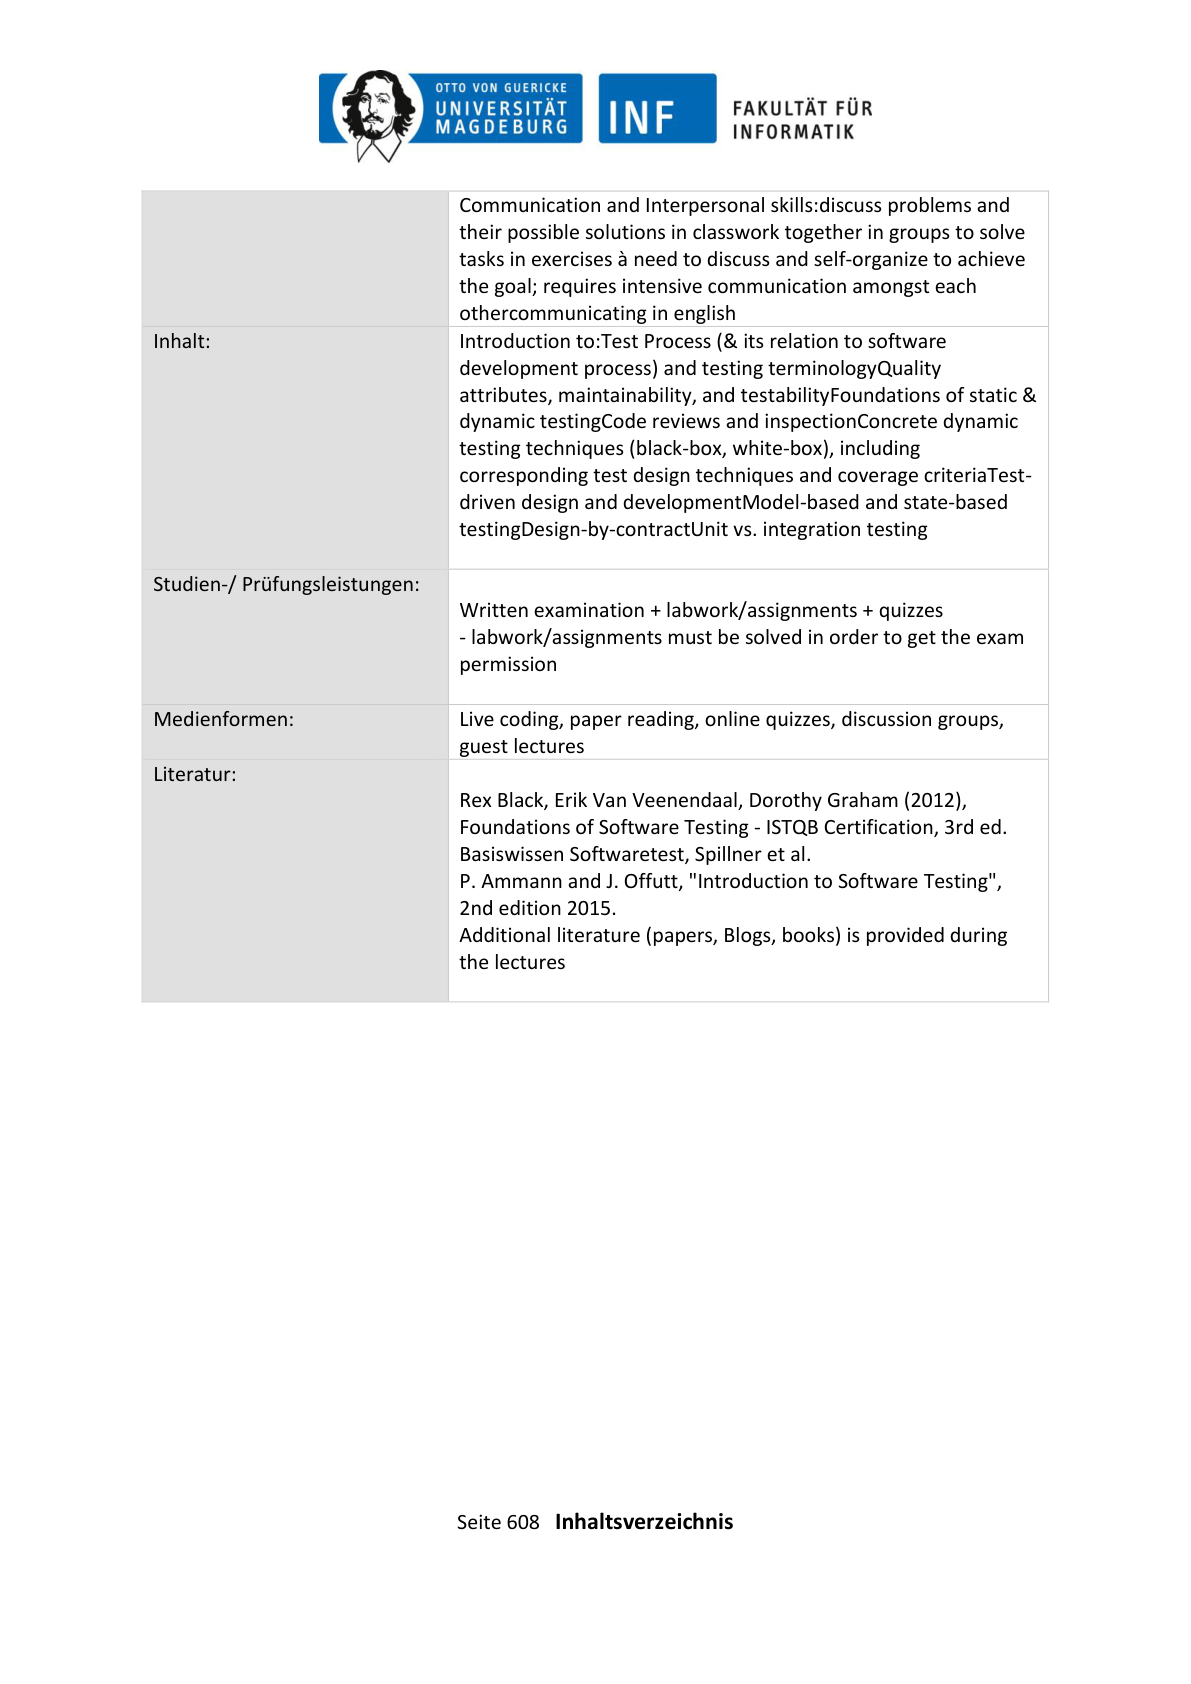 OTTO VON GUERICKE
UNIVERSITÄT
MAGDEBURG
INF
FAKULTÄT FÜR
INFORMATIK
Communication and Interpersonal skills:discuss problems and
their possible solutions in classwork together in groups to solve
tasks in exercises à need to discuss and self-organize to achieve
the goal; requires intensive communication amongst each
othercommunicating in english
Inhalt:
Introduction to:Test Process (& its relation to software
development process) and testing terminologyQuality
attributes, maintainability, and testabilityFoundations of static &
dynamic testingCode reviews and inspectionConcrete dynamic
testing techniques (black-box, white-box), including
corresponding test design techniques and coverage criteriaTest-
driven design and developmentModel-based and state-based
testingDesign-by-contractUnit vs. integration testing
Studien-/ Prüfungsleistungen:
Written examination + labwork/assignments + quizzes
- labwork/assignments must be solved in order to get the exam
permission
Medienformen:
Live coding, paper reading, online quizzes, discussion groups,
guest lectures
Literatur:
Rex Black, Erik Van Veenendaal, Dorothy Graham (2012),
Foundations of Software Testing - ISTQB Certification, 3rd ed.
Basiswissen Softwaretest, Spillner et al.
P. Ammann and J. Offutt, "Introduction to Software Testing",
2nd edition 2015.
Additional literature (papers, Blogs, books) is provided during
the lectures
Seite 608 Inhaltsverzeichnis